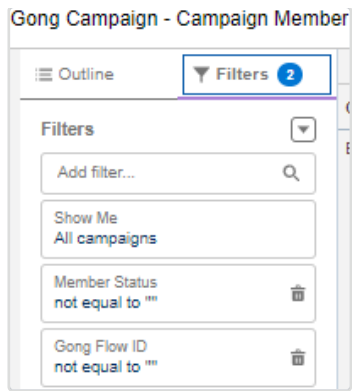 Gong Campaign - Campaign Member
Outline
Filters 2
Filters
Add filter...
Show Me
All campaigns
Member Status
not equal to ""
Gong Flow ID
not equal to ""